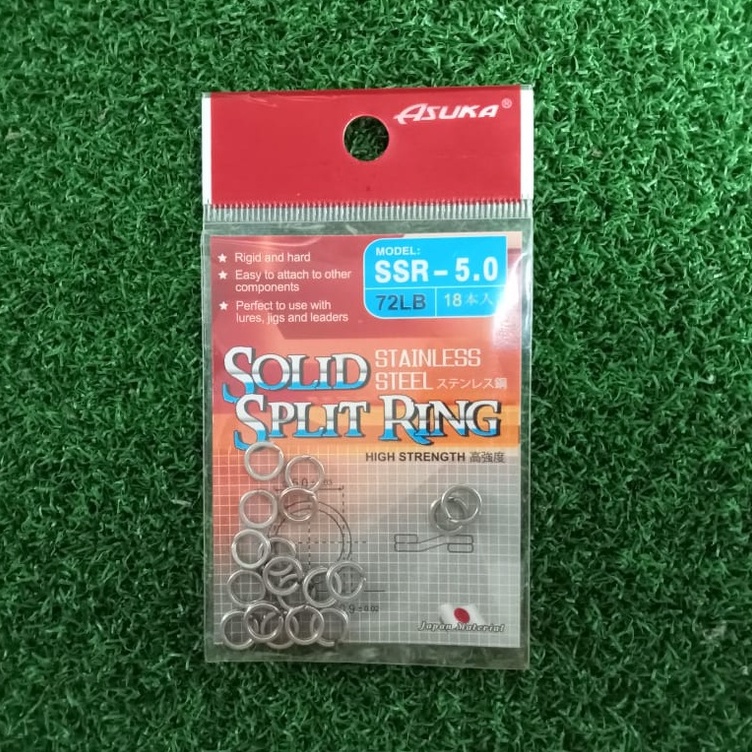 ASUKA®
★ Rigid and hard
★ Easy to attach to other
components
★ Perfect to use with
lures, jigs and leaders
MODEL:
SSR-5.0
72LB 18本入
SOLID STAINLESS
STEEL ステンレス鋼
SPLIT RING
HIGH STRENGTH 高強度
Japan Material